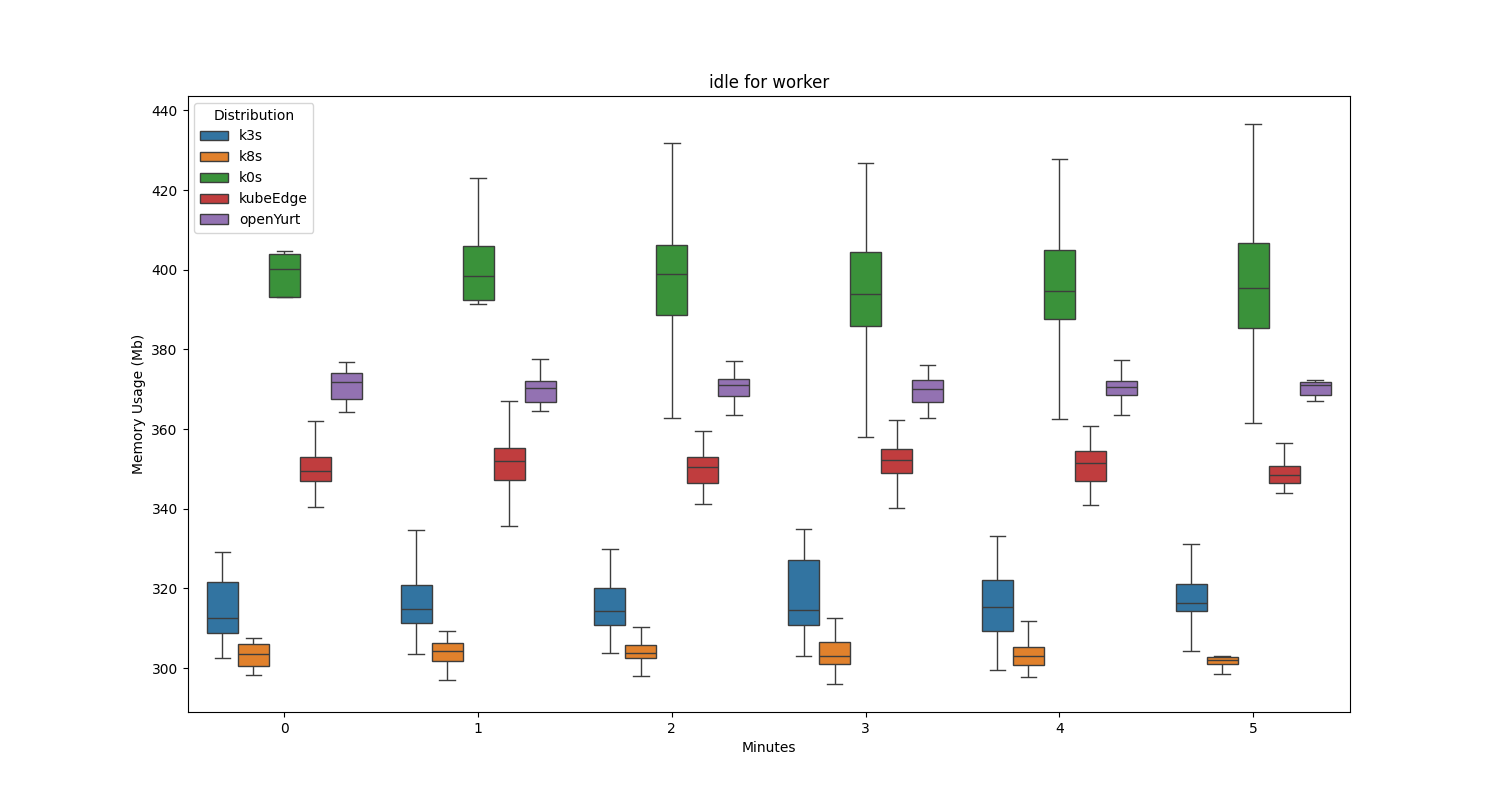 idle for worker
Distribution
k3s
k8s
k0s
kubeEdge
openYurt
Memory Usage (Mb)
440
420
400
380
360
340
320
300
0 1 2 3 4 5
Minutes